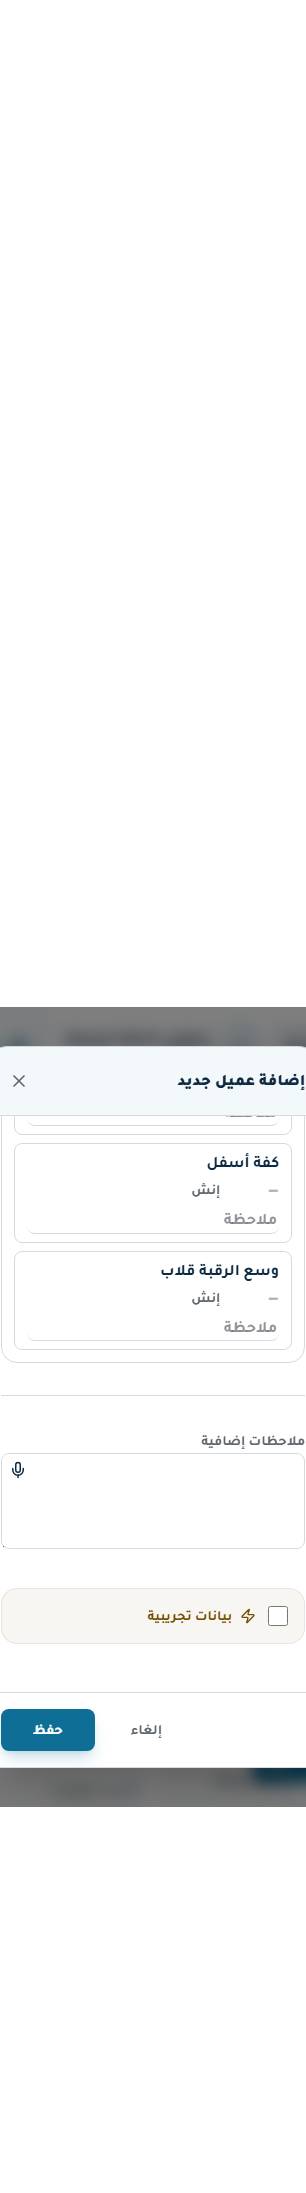 إضافة عميل جديد
كفة أسفل
— إنش
ملاحظة
وسع الرقبة قلاب
— إنش
ملاحظة
ملاحظات إضافية
بيانات تجريبية
إلغاء
حفظ